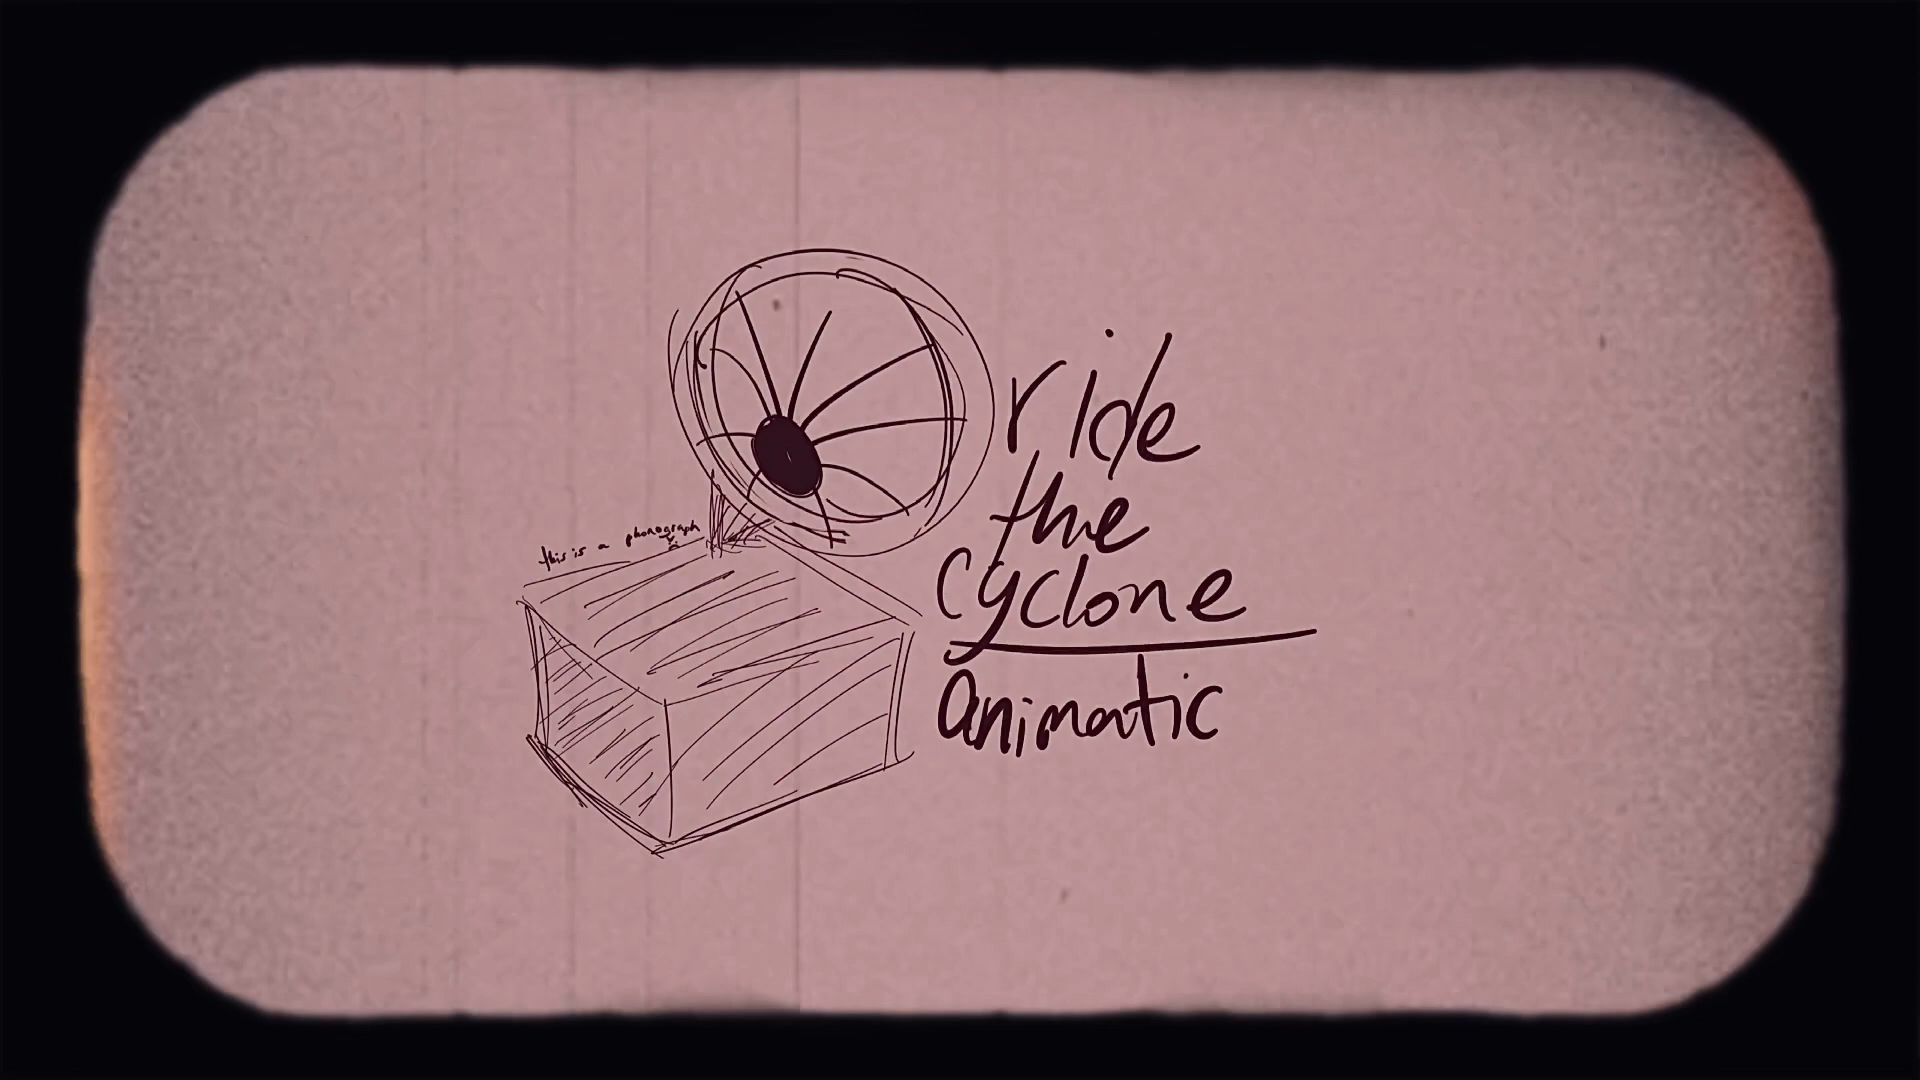 this is a phonograph
ride
the
cyclone
animatic